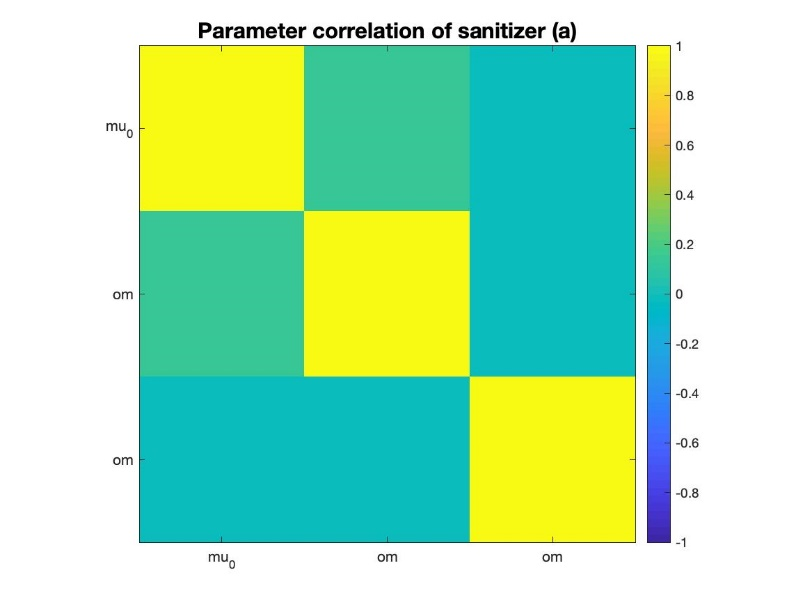 Parameter correlation of sanitizer (a)
mu0
om
om
mu0 om om
1
0.8
0.6
0.4
0.2
0
-0.2
-0.4
-0.6
-0.8
-1